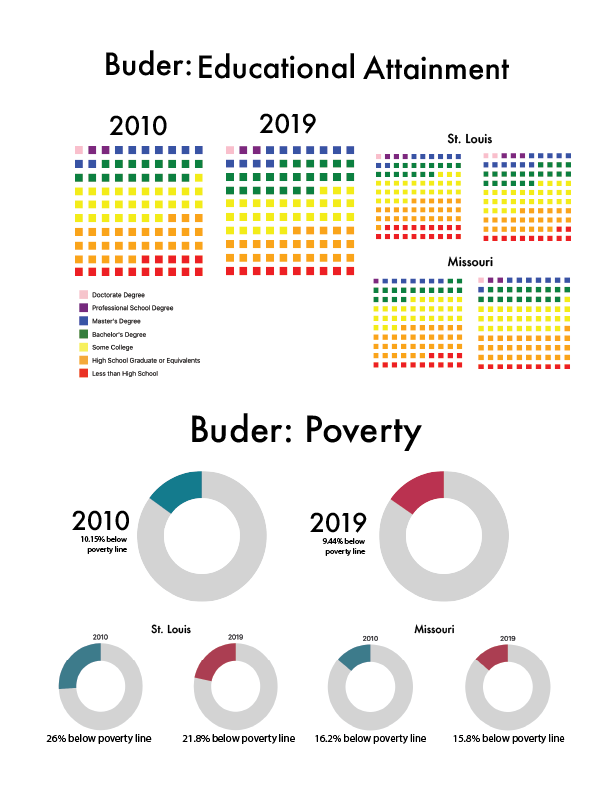 Buder: Educational Attainment
2010
2019
St. Louis
Missouri
Doctorate Degree
Professional School Degree
Master's Degree
Bachelor's Degree
Some College
High School Graduate or Equivalents
Less than High School
Buder: Poverty
2010
10.15% below
poverty line
2019
9.44% below
poverty line
St. Louis
Missouri
2010
2019
2010
2019
26% below poverty line
21.8% below poverty line
16.2% below poverty line
15.8% below poverty line